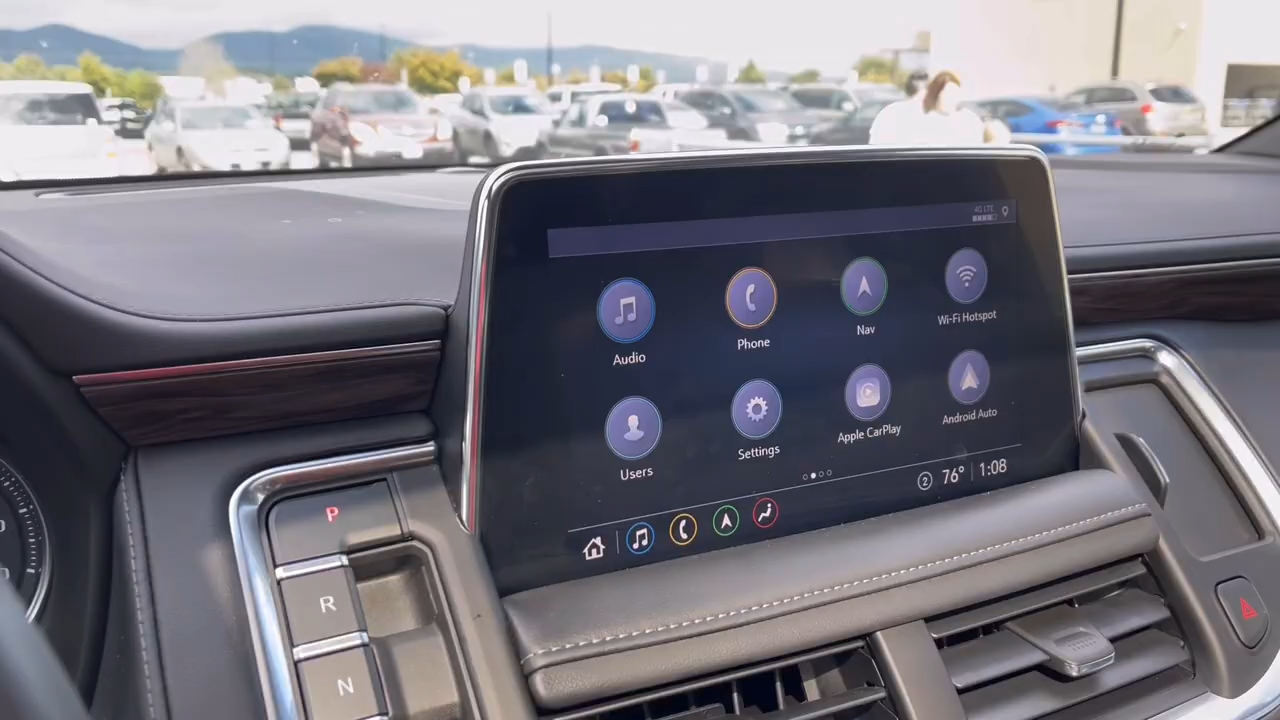 4G LTE
Audio
Phone
Nav
Wi-Fi Hotspot
Users
Settings
Apple CarPlay
Android Auto
2
76°
1:08
P
R
N